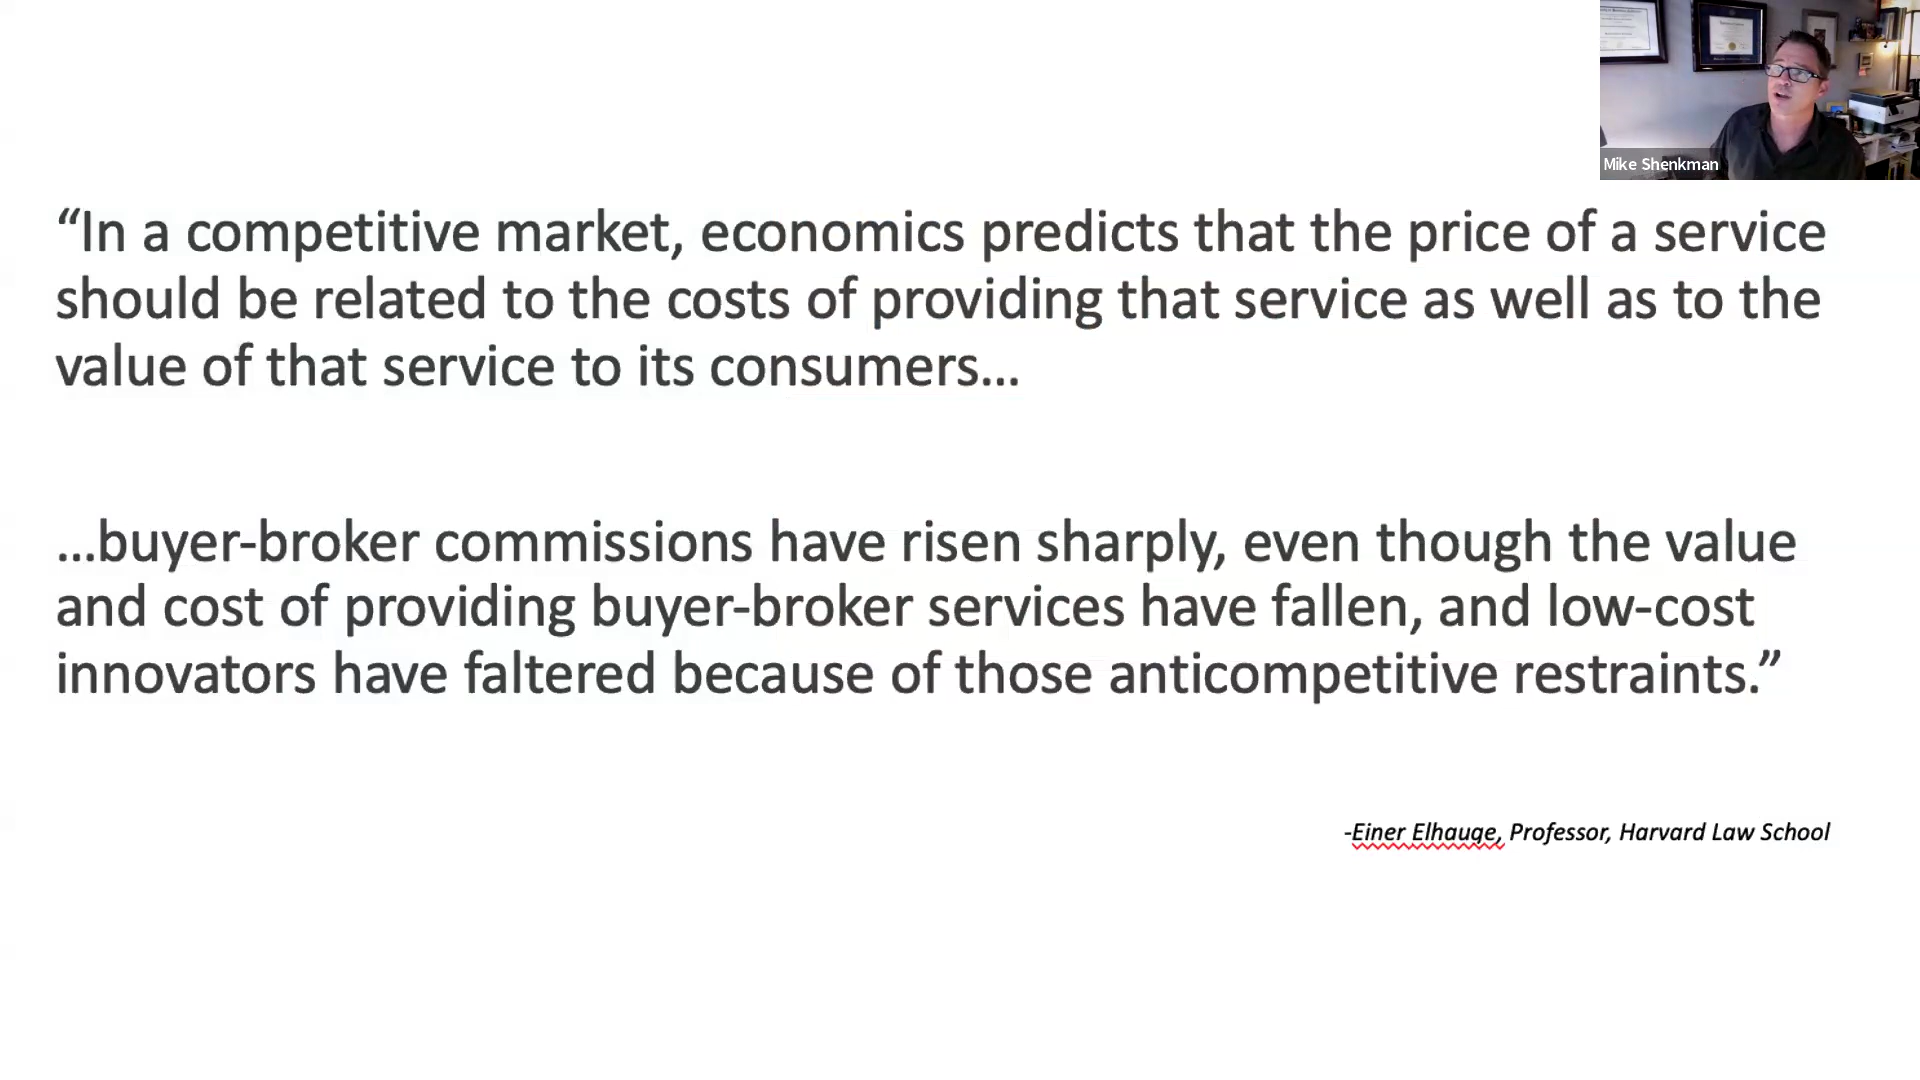 Mike Shenkman
“In a competitive market, economics predicts that the price of a service
should be related to the costs of providing that service as well as to the
value of that service to its consumers…
…buyer-broker commissions have risen sharply, even though the value
and cost of providing buyer-broker services have fallen, and low-cost
innovators have faltered because of those anticompetitive restraints.”
-Einer Elhauge, Professor, Harvard Law School